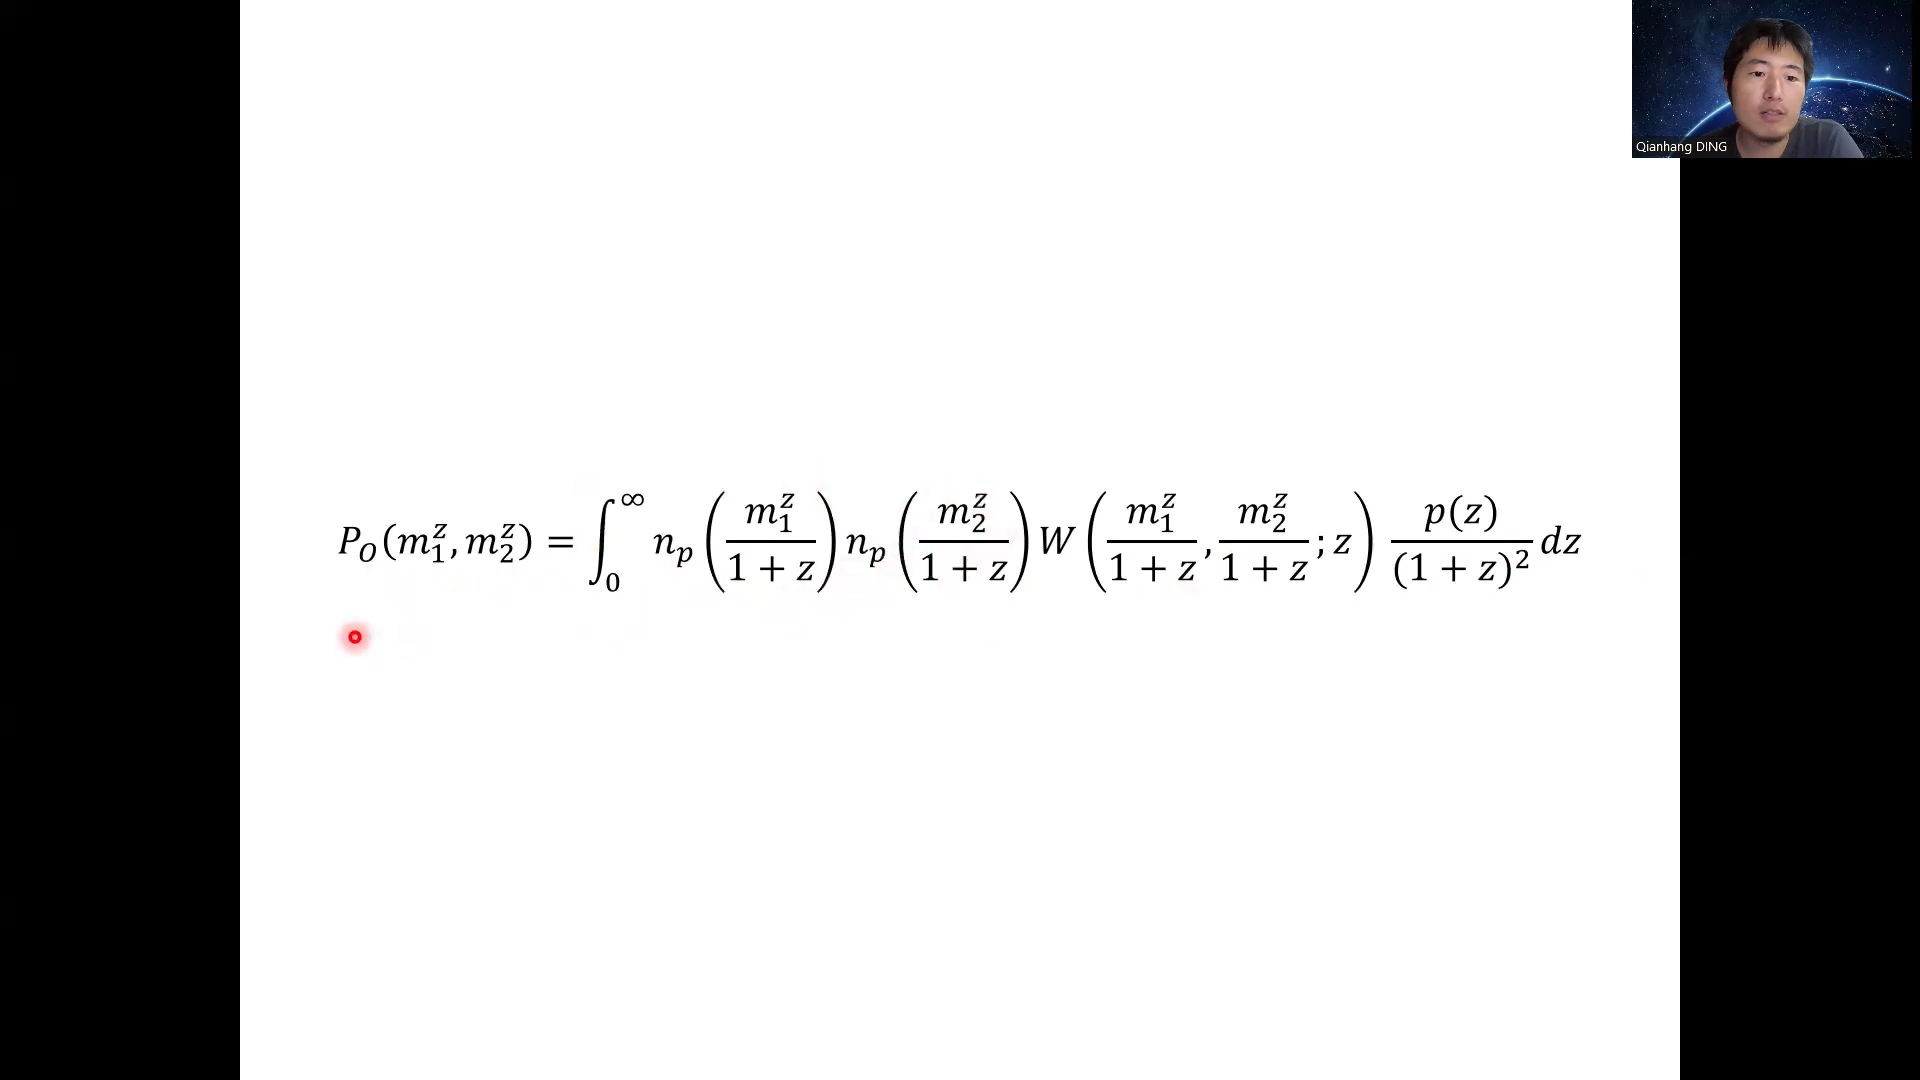 Qianhang DING
$P_O(m_1^z, m_2^z) = \int_0^\infty n_p\left(\frac{m_1^z}{1+z}\right) n_p\left(\frac{m_2^z}{1+z}\right) W\left(\frac{m_1^z}{1+z}, \frac{m_2^z}{1+z}; z\right) \frac{p(z)}{(1+z)^2} dz$